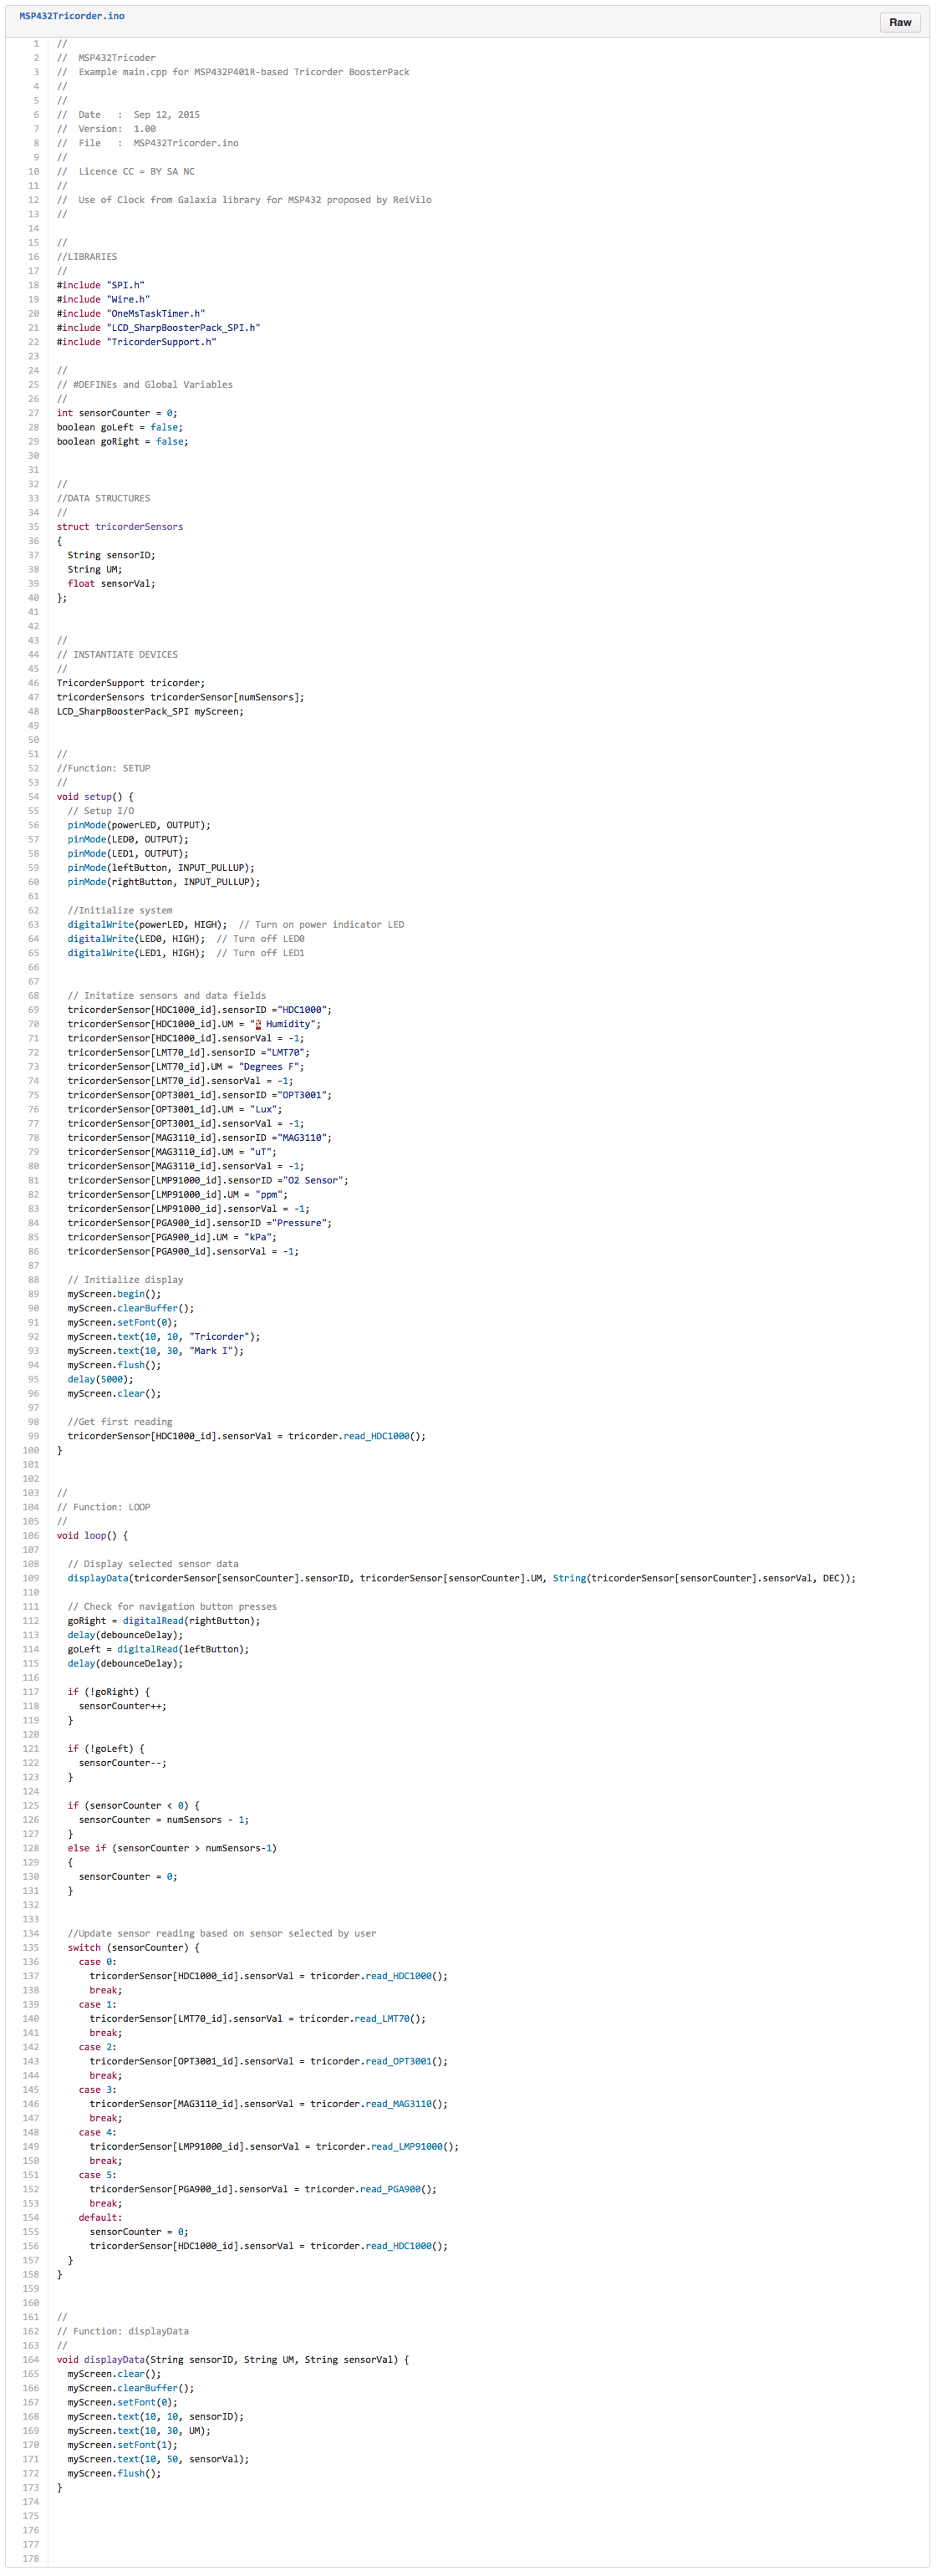 MSP432Tricorder.ino
Raw
1 //
2 //  MSP432Tricoder
3 //  Example main.cpp for MSP432P401R-based Tricorder BoosterPack
4 //
5 //
6 //  Date   :  Sep 12, 2015
7 //  Version:  1.00
8 //  File   :  MSP432Tricorder.ino
9 //
10 //  Licence CC = BY SA NC
11 //
12 //  Use of Clock from Galaxia library for MSP432 proposed by ReiVilo
13 //
14
15 //
16 //LIBRARIES
17 //
18 #include "SPI.h"
19 #include "Wire.h"
20 #include "OneMsTaskTimer.h"
21 #include "LCD_SharpBoosterPack_SPI.h"
22 #include "TricorderSupport.h"
23
24 //
25 // #DEFINEs and Global Variables
26 //
27 int sensorCounter = 0;
28 boolean goLeft = false;
29 boolean goRight = false;
30
31
32 //
33 //DATA STRUCTURES
34 //
35 struct tricorderSensors
36 {
37   String sensorID;
38   String UM;
39   float sensorVal;
40 };
41
42
43 //
44 // INSTANTIATE DEVICES
45 //
46 TricorderSupport tricorder;
47 tricorderSensors tricorderSensor[numSensors];
48 LCD_SharpBoosterPack_SPI myScreen;
49
50
51 //
52 //Function: SETUP
53 //
54 void setup() {
55   // Setup I/O
56   pinMode(powerLED, OUTPUT);
57   pinMode(LED0, OUTPUT);
58   pinMode(LED1, OUTPUT);
59   pinMode(leftButton, INPUT_PULLUP);
60   pinMode(rightButton, INPUT_PULLUP);
61
62   //Initialize system
63   digitalWrite(powerLED, HIGH);  // Turn on power indicator LED
64   digitalWrite(LED0, HIGH);  // Turn off LED0
65   digitalWrite(LED1, HIGH);  // Turn off LED1
66
67
68   // Initatize sensors and data fields
69   tricorderSensor[HDC1000_id].sensorID ="HDC1000";
70   tricorderSensor[HDC1000_id].UM = "% Humidity";
71   tricorderSensor[HDC1000_id].sensorVal = -1;
72   tricorderSensor[LMT70_id].sensorID ="LMT70";
73   tricorderSensor[LMT70_id].UM = "Degrees F";
74   tricorderSensor[LMT70_id].sensorVal = -1;
75   tricorderSensor[OPT3001_id].sensorID ="OPT3001";
76   tricorderSensor[OPT3001_id].UM = "Lux";
77   tricorderSensor[OPT3001_id].sensorVal = -1;
78   tricorderSensor[MAG3110_id].sensorID ="MAG3110";
79   tricorderSensor[MAG3110_id].UM = "uT";
80   tricorderSensor[MAG3110_id].sensorVal = -1;
81   tricorderSensor[LMP91000_id].sensorID ="O2 Sensor";
82   tricorderSensor[LMP91000_id].UM = "ppm";
83   tricorderSensor[LMP91000_id].sensorVal = -1;
84   tricorderSensor[PGA900_id].sensorID ="Pressure";
85   tricorderSensor[PGA900_id].UM = "kPa";
86   tricorderSensor[PGA900_id].sensorVal = -1;
87
88   // Initialize display
89   myScreen.begin();
90   myScreen.clearBuffer();
91   myScreen.setFont(0);
92   myScreen.text(10, 10, "Tricorder");
93   myScreen.text(10, 30, "Mark I");
94   myScreen.flush();
95   delay(5000);
96   myScreen.clear();
97
98   //Get first reading
99   tricorderSensor[HDC1000_id].sensorVal = tricorder.read_HDC1000();
100 }
101
102
103 //
104 // Function: LOOP
105 //
106 void loop() {
107
108   // Display selected sensor data
109   displayData(tricorderSensor[sensorCounter].sensorID, tricorderSensor[sensorCounter].UM, String(tricorderSensor[sensorCounter].sensorVal, DEC));
110
111   // Check for navigation button presses
112   goRight = digitalRead(rightButton);
113   delay(debounceDelay);
114   goLeft = digitalRead(leftButton);
115   delay(debounceDelay);
116
117   if (!goRight) {
118     sensorCounter++;
119   }
120
121   if (!goLeft) {
122     sensorCounter--;
123   }
124
125   if (sensorCounter < 0) {
126     sensorCounter = numSensors - 1;
127   }
128   else if (sensorCounter > numSensors-1)
129   {
130     sensorCounter = 0;
131   }
132
133
134   //Update sensor reading based on sensor selected by user
135   switch (sensorCounter) {
136     case 0:
137       tricorderSensor[HDC1000_id].sensorVal = tricorder.read_HDC1000();
138       break;
139     case 1:
140       tricorderSensor[LMT70_id].sensorVal = tricorder.read_LMT70();
141       break;
142     case 2:
143       tricorderSensor[OPT3001_id].sensorVal = tricorder.read_OPT3001();
144       break;
145     case 3:
146       tricorderSensor[MAG3110_id].sensorVal = tricorder.read_MAG3110();
147       break;
148     case 4:
149       tricorderSensor[LMP91000_id].sensorVal = tricorder.read_LMP91000();
150       break;
151     case 5:
152       tricorderSensor[PGA900_id].sensorVal = tricorder.read_PGA900();
153       break;
154     default:
155       sensorCounter = 0;
156       tricorderSensor[HDC1000_id].sensorVal = tricorder.read_HDC1000();
157   }
158 }
159
160
161 //
162 // Function: displayData
163 //
164 void displayData(String sensorID, String UM, String sensorVal) {
165   myScreen.clear();
166   myScreen.clearBuffer();
167   myScreen.setFont(0);
168   myScreen.text(10, 10, sensorID);
169   myScreen.text(10, 30, UM);
170   myScreen.setFont(1);
171   myScreen.text(10, 50, sensorVal);
172   myScreen.flush();
173 }
174
175
176
177
178